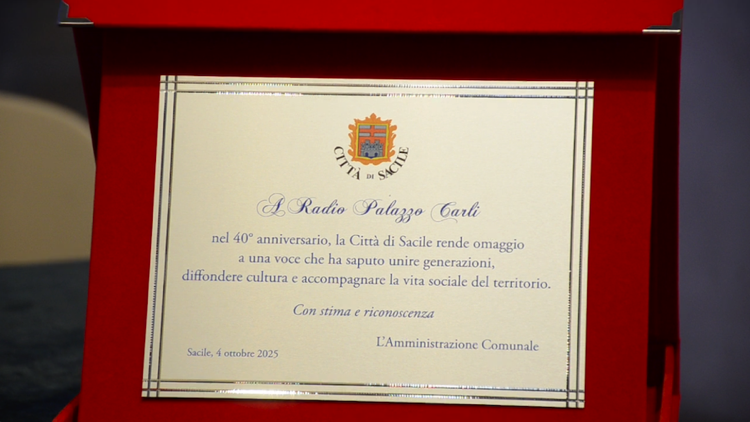 CITTÀ DI SACILE
A Radio Palazzo Carli
nel 40° anniversario, la Città di Sacile rende omaggio
a una voce che ha saputo unire generazioni,
diffondere cultura e accompagnare la vita sociale del territorio.
Con stima e riconoscenza
L'Amministrazione Comunale
Sacile, 4 ottobre 2025